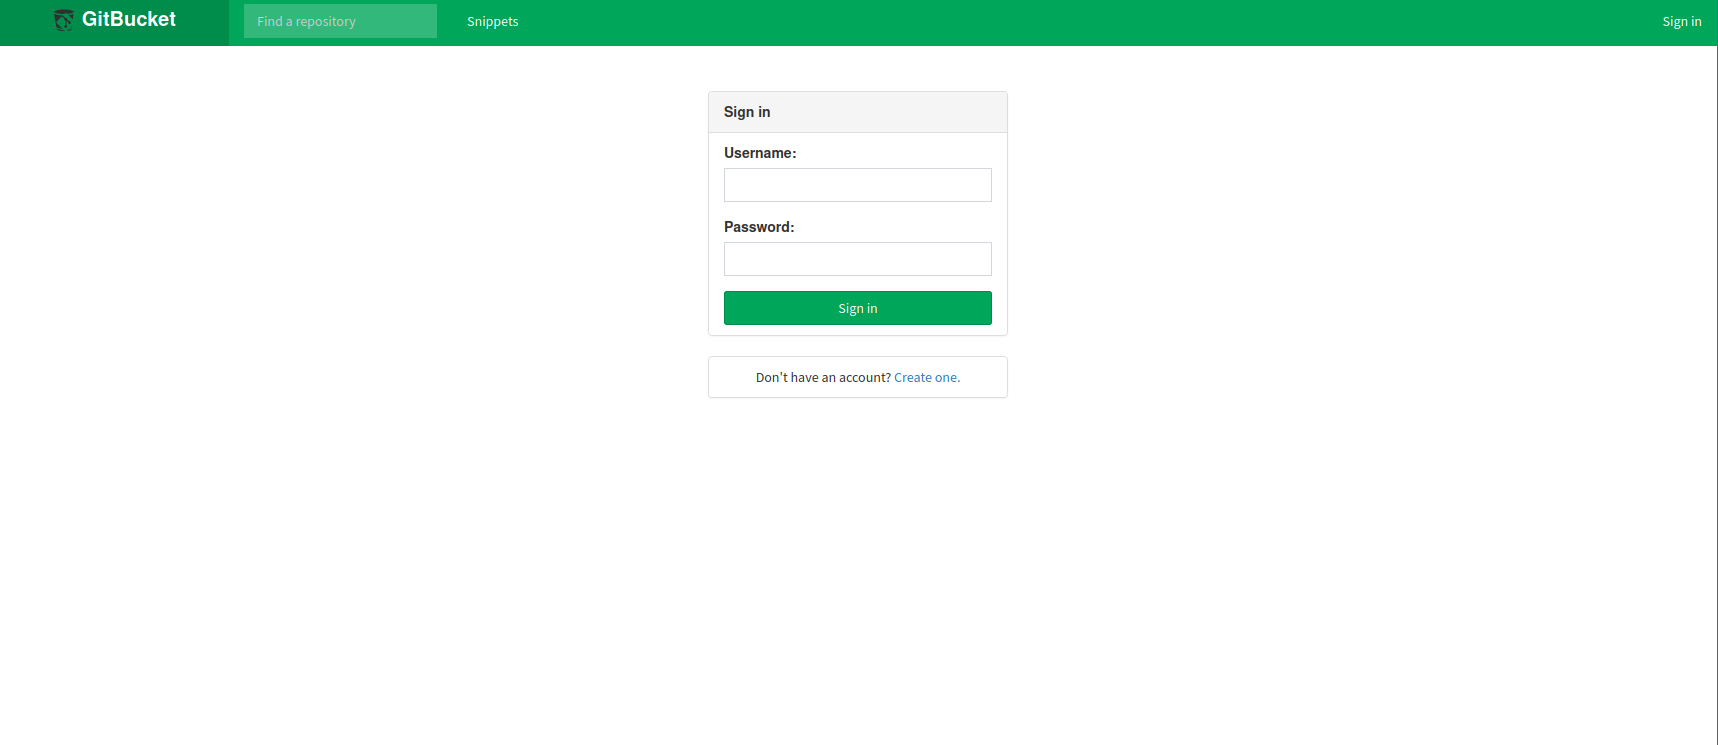 GitBucket
Find a repository
Snippets
Sign in
Sign in
Username:
Password:
Sign in
Don't have an account? Create one.